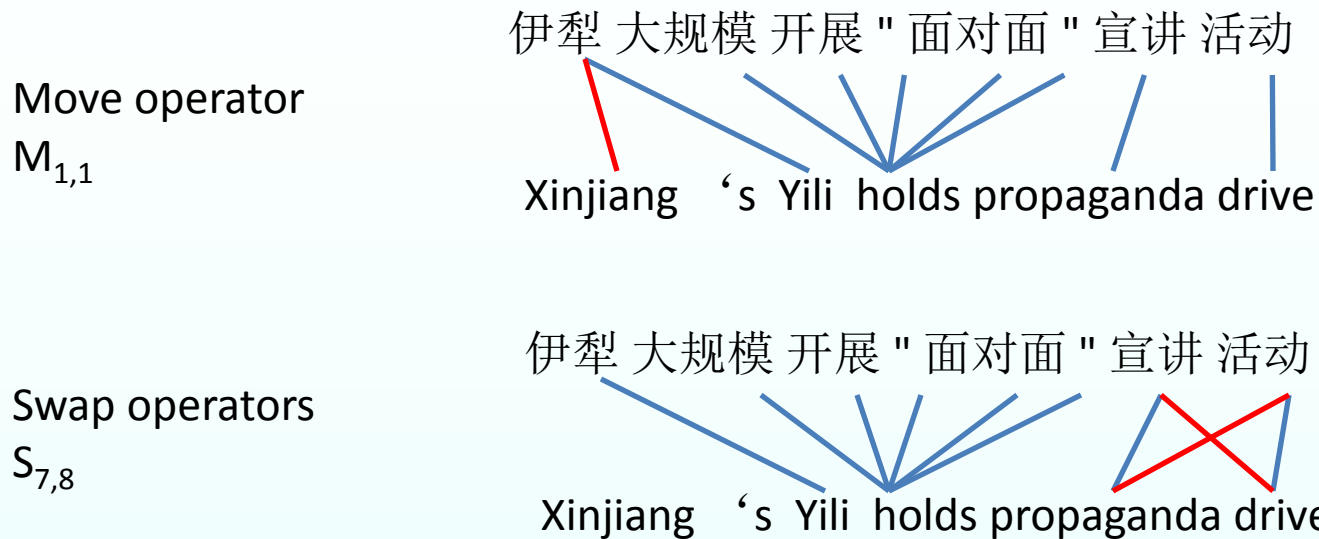 伊犁 大规模 开展 " 面对面 " 宣讲 活动
Move operator
M1,1
Xinjiang ‘s Yili holds propaganda drive
伊犁 大规模 开展 " 面对面 " 宣讲 活动
Swap operators
S7,8
Xinjiang ‘s Yili holds propaganda drive